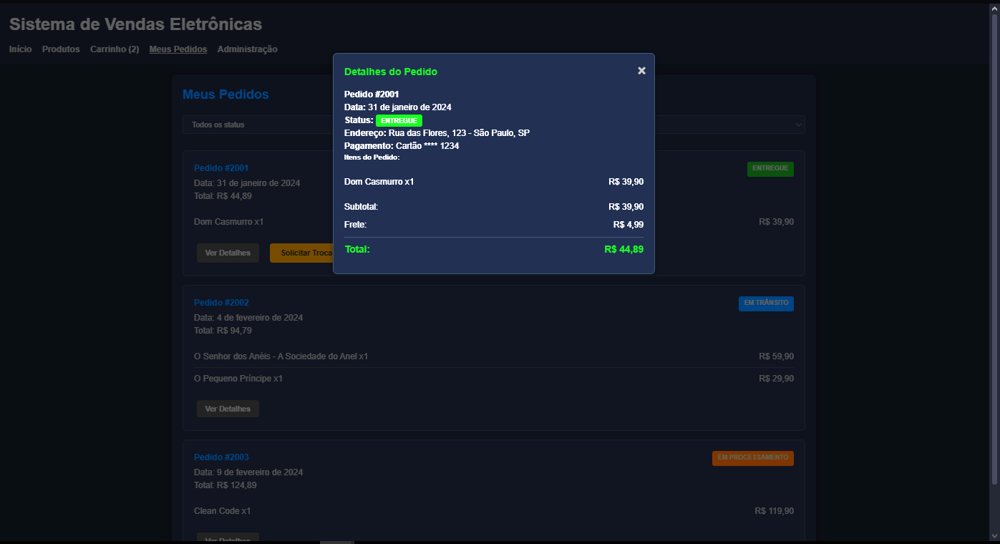 Sistema de Vendas Eletrônicas
Início Produtos Carrinho (2) Meus Pedidos Administração
Detalhes do Pedido ×
Pedido #2001
Data: 31 de janeiro de 2024
Status: ENTREGUE
Endereço: Rua das Flores, 123 - São Paulo, SP
Pagamento: Cartão **** 1234
Itens do Pedido:
Dom Casmurro x1 R$ 39,90
Subtotal: R$ 39,90
Frete: R$ 4,99
Total: R$ 44,89
Meus Pedidos
Todos os status
Pedido #2001 ENTREGUE
Data: 31 de janeiro de 2024
Total: R$ 44,89
Dom Casmurro x1 R$ 39,90
Ver Detalhes Solicitar Troca
Pedido #2002 EM TRÂNSITO
Data: 4 de fevereiro de 2024
Total: R$ 94,79
O Senhor dos Anéis - A Sociedade do Anel x1 R$ 59,90
O Pequeno Príncipe x1 R$ 29,90
Ver Detalhes
Pedido #2003 EM PROCESSAMENTO
Data: 9 de fevereiro de 2024
Total: R$ 124,89
Clean Code x1 R$ 119,90
Ver Detalhes